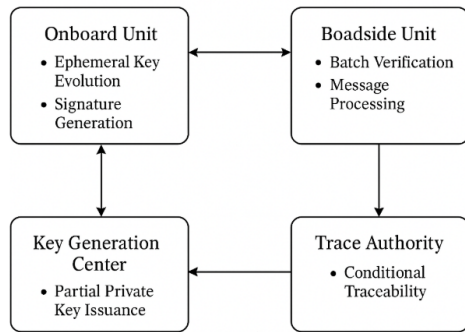 Onboard Unit
• Ephemeral Key
Evolution
• Signature
Generation
Boadside Unit
• Batch Verification
• Message
Processing
Key Generation
Center
• Partial Private
Key Issuance
Trace Authority
• Conditional
Traceability